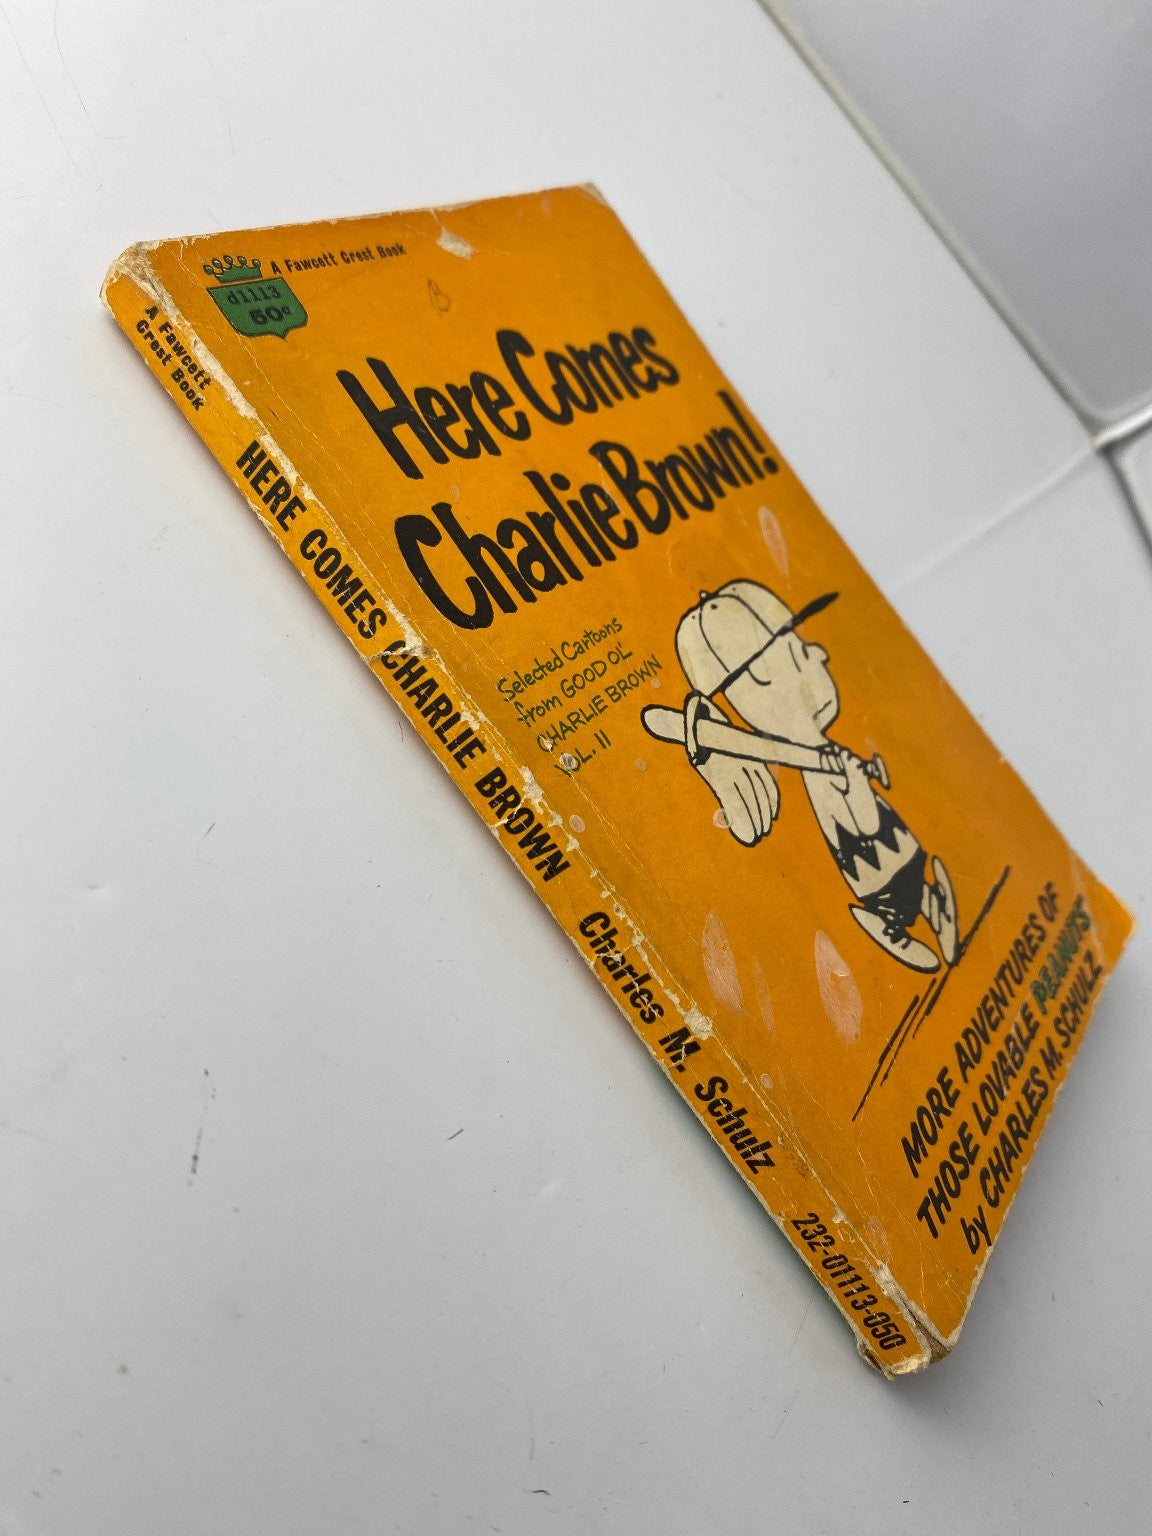 A Fawcett Crest Book
d1113
50¢
B
Here Comes
Charlie Brown!
Selected Cartoons
from GOOD OL'
CHARLIE BROWN
VOL. II
MORE ADVENTURES OF
THOSE LOVABLE PEANUTS
by CHARLES M. SCHULZ
A Fawcett
Crest Book
HERE COMES CHARLIE BROWN Charles M. Schulz 232-01113-050